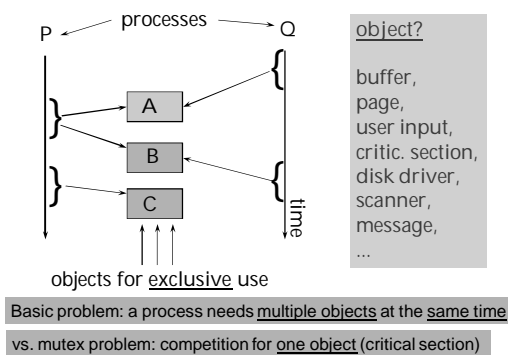 processes
P
Q
A
B
C
time
objects for exclusive use
object?
buffer,
page,
user input,
critic. section,
disk driver,
scanner,
message,
...
Basic problem: a process needs multiple objects at the same time
vs. mutex problem: competition for one object (critical section)